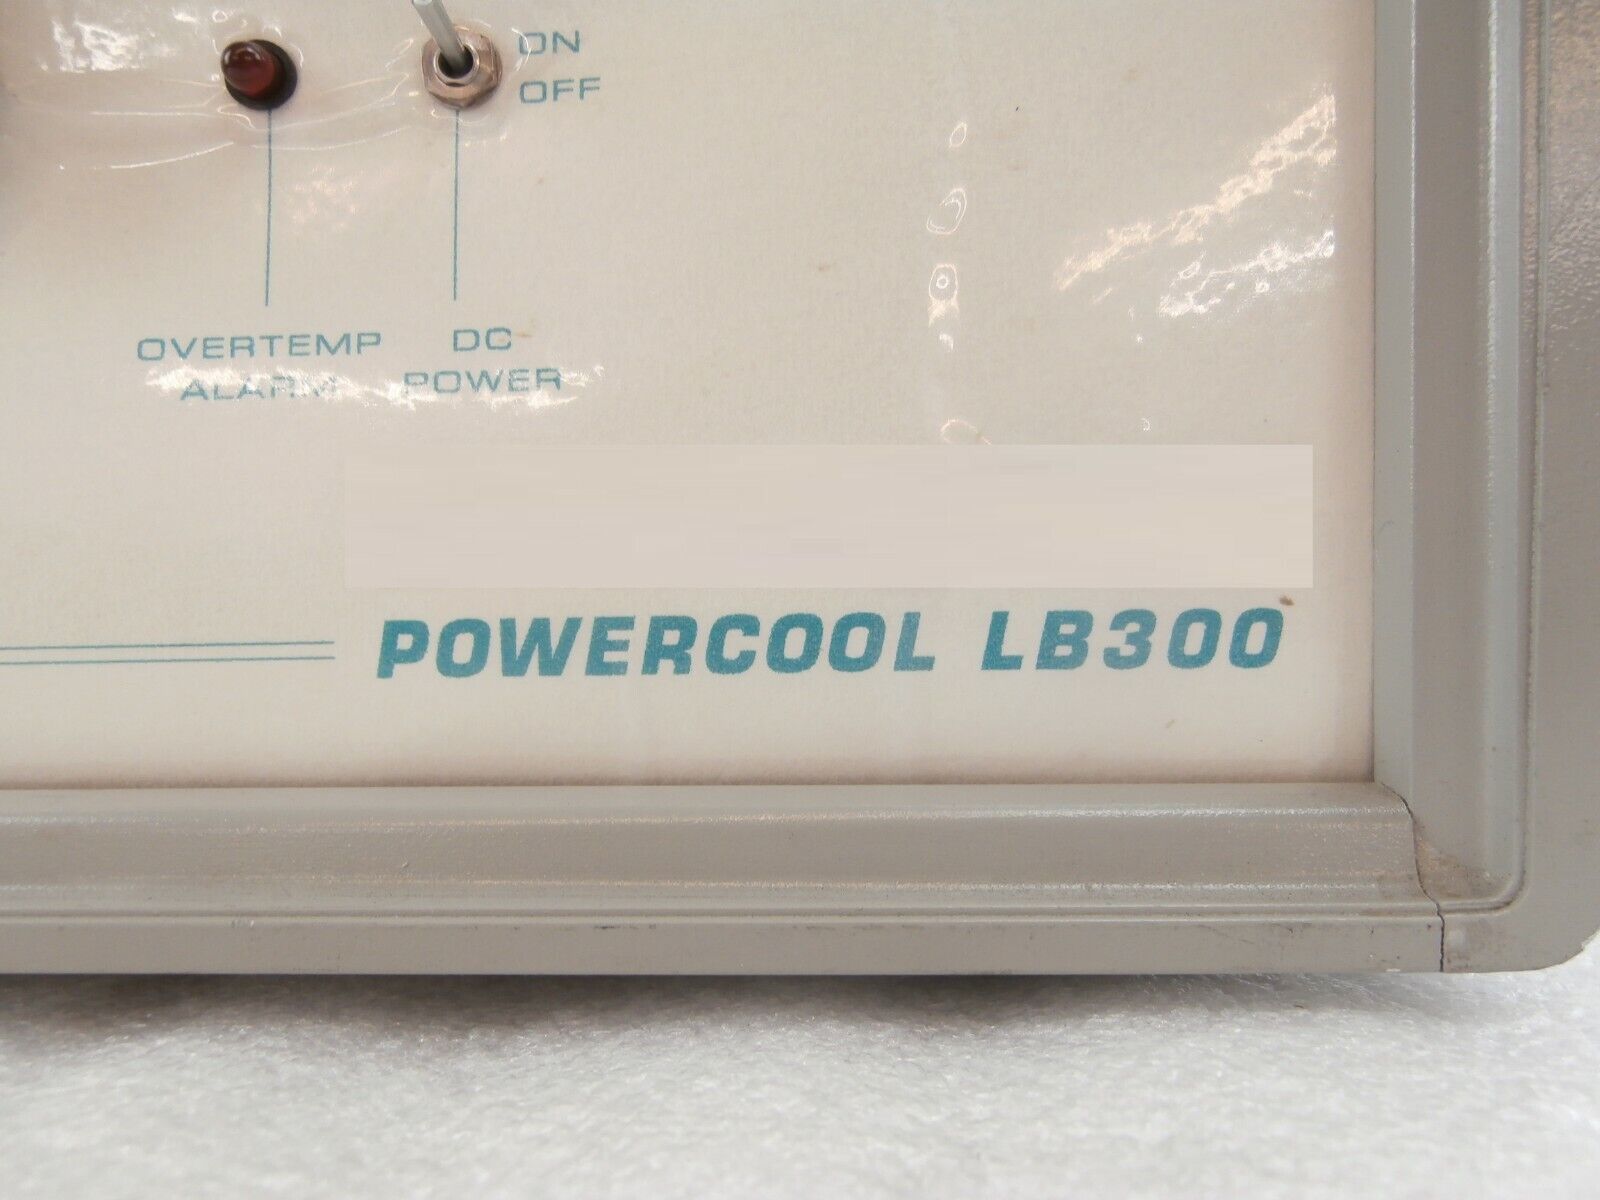 ON
OFF
OVERTEMP
ALARM
DC
POWER
POWERCOOL LB300